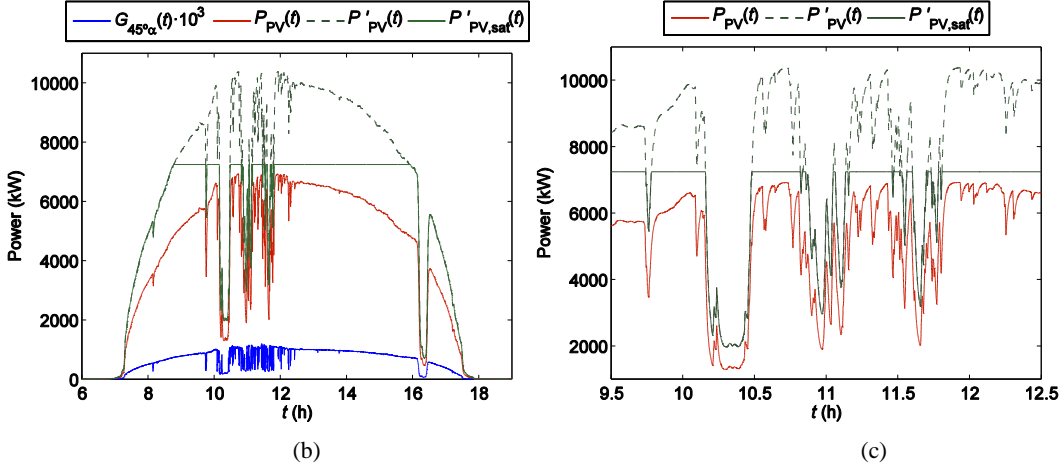 G45ºα(t)·10³ PPV(t) P'PV(t) P'PV,sat(t)
10000
8000
6000
4000
2000
0
Power (kW)
6 8 10 12 14 16 18
t (h)
(b)
PPV(t) P'PV(t) P'PV,sat(t)
10000
8000
6000
4000
2000
Power (kW)
9.5 10 10.5 11 11.5 12 12.5
t (h)
(c)